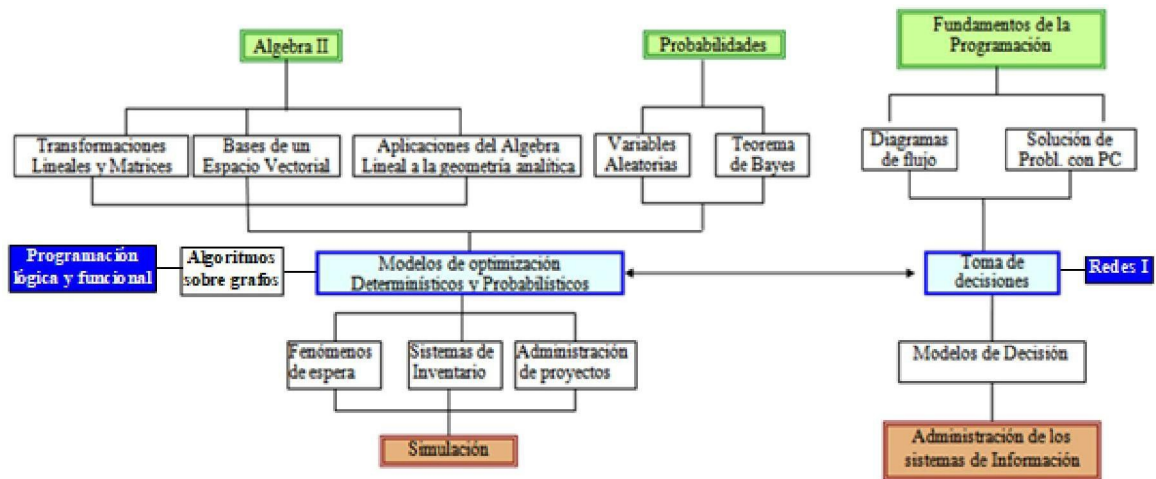 Algebra II
Probabilidades
Fundamentos de la
Programación
Transformaciones
Lineales y Matrices
Bases de un
Espacio Vectorial
Aplicaciones del Algebra
Lineal a la geometría analítica
Variables
Aleatorias
Teorema
de Bayes
Diagramas
de flujo
Solución de
Probl. con PC
Programación
lógica y funcional
Algoritmos
sobre grafos
Modelos de optimización
Determinísticos y Probabilísticos
Toma de
decisiones
Redes I
Fenómenos
de espera
Sistemas de
Inventario
Administración
de proyectos
Modelos de Decisión
Simulación
Administración de los
sistemas de Información